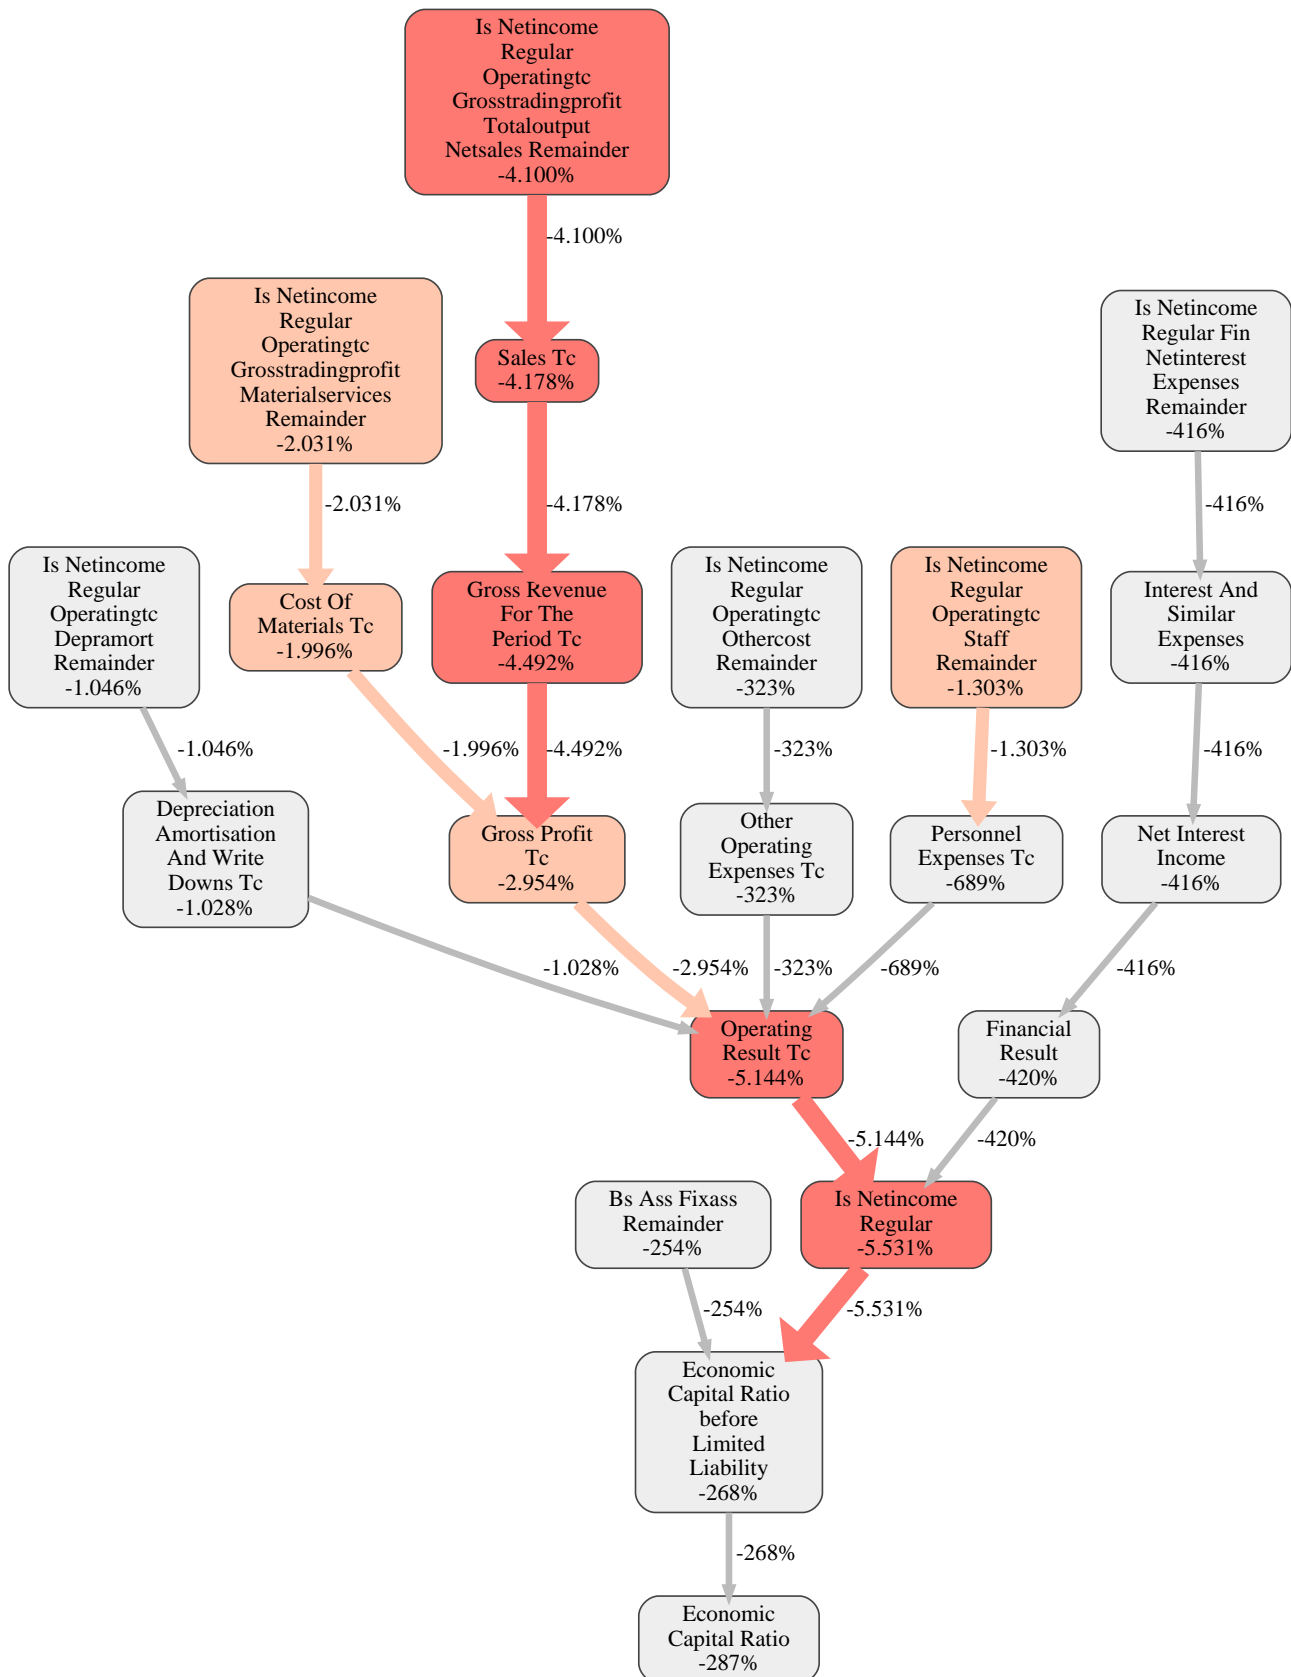 Is Netincome
Regular
Operatingtc
Grosstradingprofit
Totaloutput
Netsales Remainder
-4.100%
-4.100%
Is Netincome
Regular
Operatingtc
Grosstradingprofit
Materialservices
Remainder
-2.031%
Is Netincome
Regular Fin
Netinterest
Expenses
Remainder
-416%
Sales Tc
-4.178%
-2.031%
-4.178%
-416%
Is Netincome
Regular
Operatingtc
Depramort
Remainder
-1.046%
Cost Of
Materials Tc
-1.996%
Gross Revenue
For The
Period Tc
-4.492%
Is Netincome
Regular
Operatingtc
Othercost
Remainder
-323%
Is Netincome
Regular
Operatingtc
Staff
Remainder
-1.303%
Interest And
Similar
Expenses
-416%
-1.046%
-1.996%
-4.492%
-323%
-1.303%
-416%
Depreciation
Amortisation
And Write
Downs Tc
-1.028%
Gross Profit
Tc
-2.954%
Other
Operating
Expenses Tc
-323%
Personnel
Expenses Tc
-689%
Net Interest
Income
-416%
-1.028%
-2.954%
-323%
-689%
-416%
Operating
Result Tc
-5.144%
Financial
Result
-420%
-5.144%
-420%
Bs Ass Fixass
Remainder
-254%
Is Netincome
Regular
-5.531%
-254%
-5.531%
Economic
Capital Ratio
before
Limited
Liability
-268%
-268%
Economic
Capital Ratio
-287%